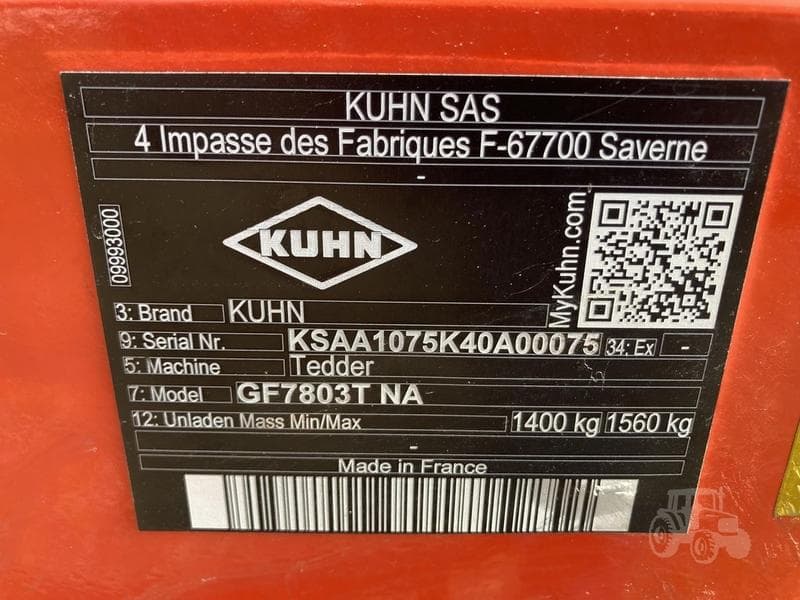 KUHN SAS
4 Impasse des Fabriques F-67700 Saverne
-
09993000
KUHN
MyKuhn.com
3: Brand KUHN
9: Serial Nr. KSAA1075K40A00075 34: Ex -
5: Machine Tedder
7: Model GF7803T NA
12: Unladen Mass Min/Max 1400 kg 1560 kg
-
Made in France